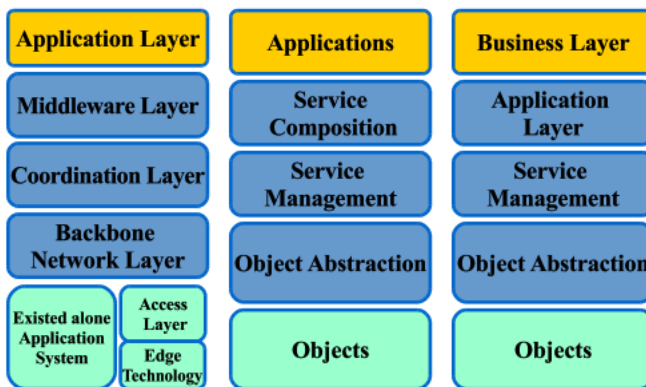 Application Layer
Middleware Layer
Coordination Layer
Backbone
Network Layer
Existed alone
Application
System
Access
Layer
Edge
Technology
Applications
Service
Composition
Service
Management
Object Abstraction
Objects
Business Layer
Application
Layer
Service
Management
Object Abstraction
Objects